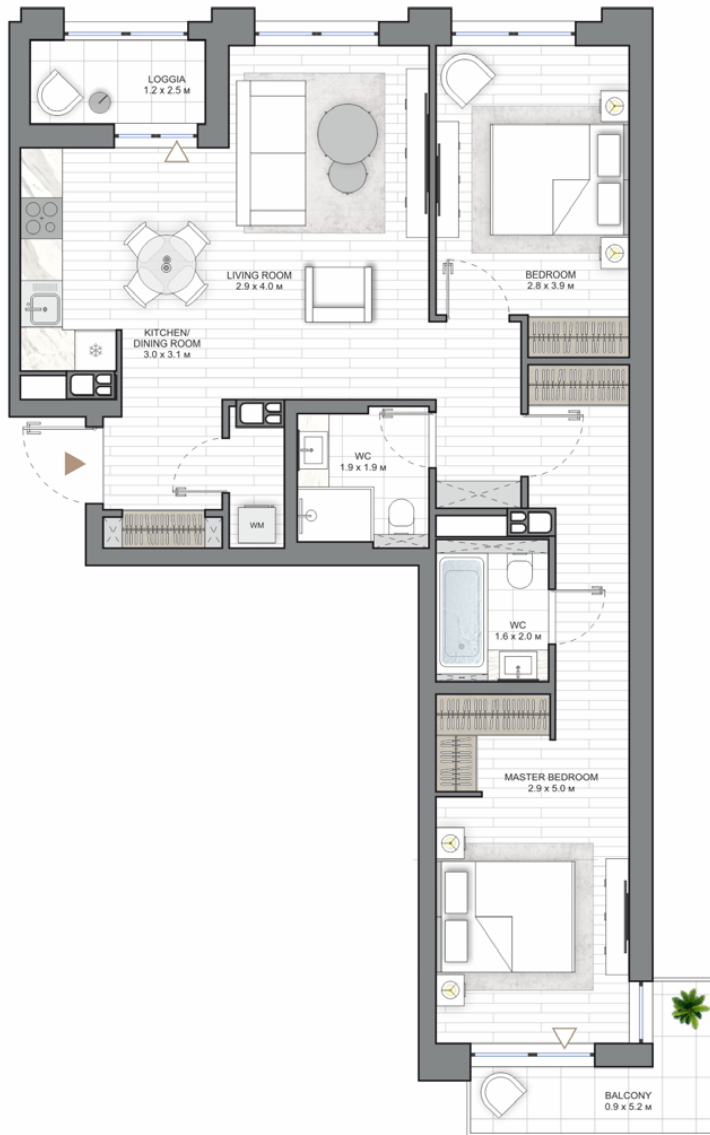 LOGGIA
1.2 x 2.5 м
LIVING ROOM
2.9 x 4.0 м
BEDROOM
2.8 x 3.9 м
KITCHEN/
DINING ROOM
3.0 x 3.1 м
WC
1.9 x 1.9 м
WM
WC
1.6 x 2.0 м
MASTER BEDROOM
2.9 x 5.0 м
BALCONY
0.9 x 5.2 м